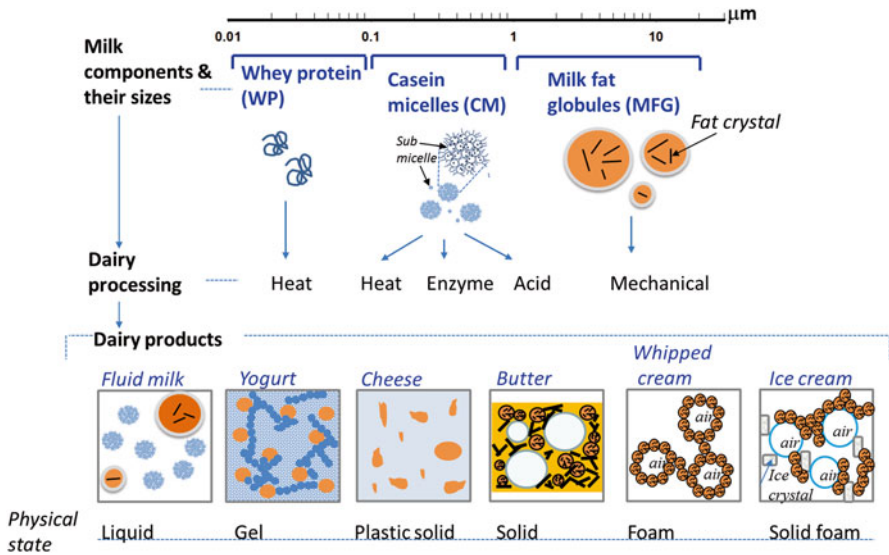 μm
0.01 0.1 1 10
Milk components & their sizes
Whey protein (WP)
Casein micelles (CM)
Milk fat globules (MFG)
Sub micelle
Fat crystal
Dairy processing
Heat Heat Enzyme Acid Mechanical
Dairy products
Fluid milk Yogurt Cheese Butter Whipped cream Ice cream
air air air
air air air
Ice crystal
Physical state
Liquid Gel Plastic solid Solid Foam Solid foam